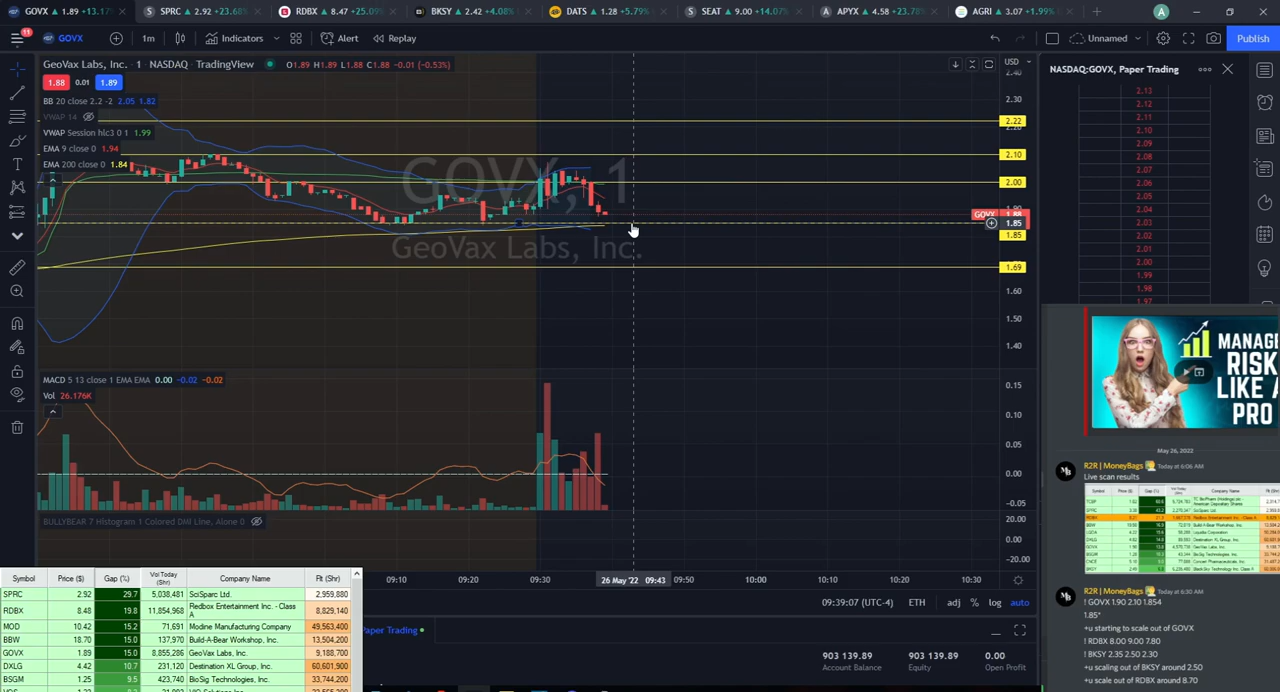 GOVX ▲ 1.89 +13.17%
SPRC ▲ 2.92 +23.68%
RDBX ▲ 8.47 +25.09%
BKSY ▲ 2.42 +4.08%
DATS ▲ 1.28 +5.79%
SEAT ▲ 9.00 +14.07%
APYX ▲ 4.58 +23.78%
AGRI ▲ 3.07 +1.99%
A
11
GOVX
1m
Indicators
Alert
Replay
Unnamed
Publish
GeoVax Labs, Inc. · 1 · NASDAQ · TradingView
O1.89 H1.89 L1.88 C1.88 -0.01 (-0.53%)
1.88 0.01 1.89
BB 20 close 2.2 -2 2.05 1.82
VWAP 14
VWAP Session hlc3 0 1 1.99
EMA 9 close 0 1.94
EMA 200 close 0 1.84
GOVX, 1
GeoVax Labs, Inc.
USD
2.40
2.30
2.22
2.10
2.00
1.90
GOVX 1.88
1.85
1.85
1.69
1.60
1.50
1.40
MACD 5 13 close 1 EMA EMA 0.00 -0.02 -0.02
Vol 26.176K
0.15
0.10
0.05
0.00
-0.05
BULLYBEAR 7 Histogram 1 Colored DMI Line, Alone 0
20.00
0.00
-20.00
09:10
09:20
09:30
26 May '22 09:43
09:50
10:00
10:10
10:20
10:30
09:39:07 (UTC-4)
ETH
adj
%
log
auto
Paper Trading
903 139.89
Account Balance
903 139.89
Equity
0.00
Open Profit
NASDAQ:GOVX, Paper Trading
2.13
2.12
2.11
2.10
2.09
2.08
2.07
2.06
2.05
2.04
2.03
2.02
2.01
2.00
1.99
1.98
1.97
MANAGE
RISK
LIKE A
PRO
May 26, 2022
R2R | MoneyBags Today at 6:06 AM
Live scan results
R2R | MoneyBags Today at 6:30 AM
! GOVX 1.90 2.10 1.854
1.85*
+u starting to scale out of GOVX
! RDBX 8.00 9.00 7.80
! BKSY 2.35 2.50 2.30
+u scaling out of BKSY around 2.50
+u scale out of RDBX around 8.70
Symbol Price ($) Gap (%) Vol Today (Shr) Company Name Flt (Shr)
SPRC 2.92 29.7 5,038,481 SciSparc Ltd. 2,959,880
RDBX 8.48 19.8 11,854,968 Redbox Entertainment Inc. - Class A 8,829,140
MOD 10.42 15.2 71,691 Modine Manufacturing Company 49,563,400
BBW 18.70 15.0 137,970 Build-A-Bear Workshop, Inc. 13,504,200
GOVX 1.89 15.0 8,855,286 GeoVax Labs, Inc. 9,188,700
DXLG 4.42 10.7 231,120 Destination XL Group, Inc. 60,601,900
BSGM 1.25 9.5 423,740 BioSig Technologies, Inc. 33,744,200